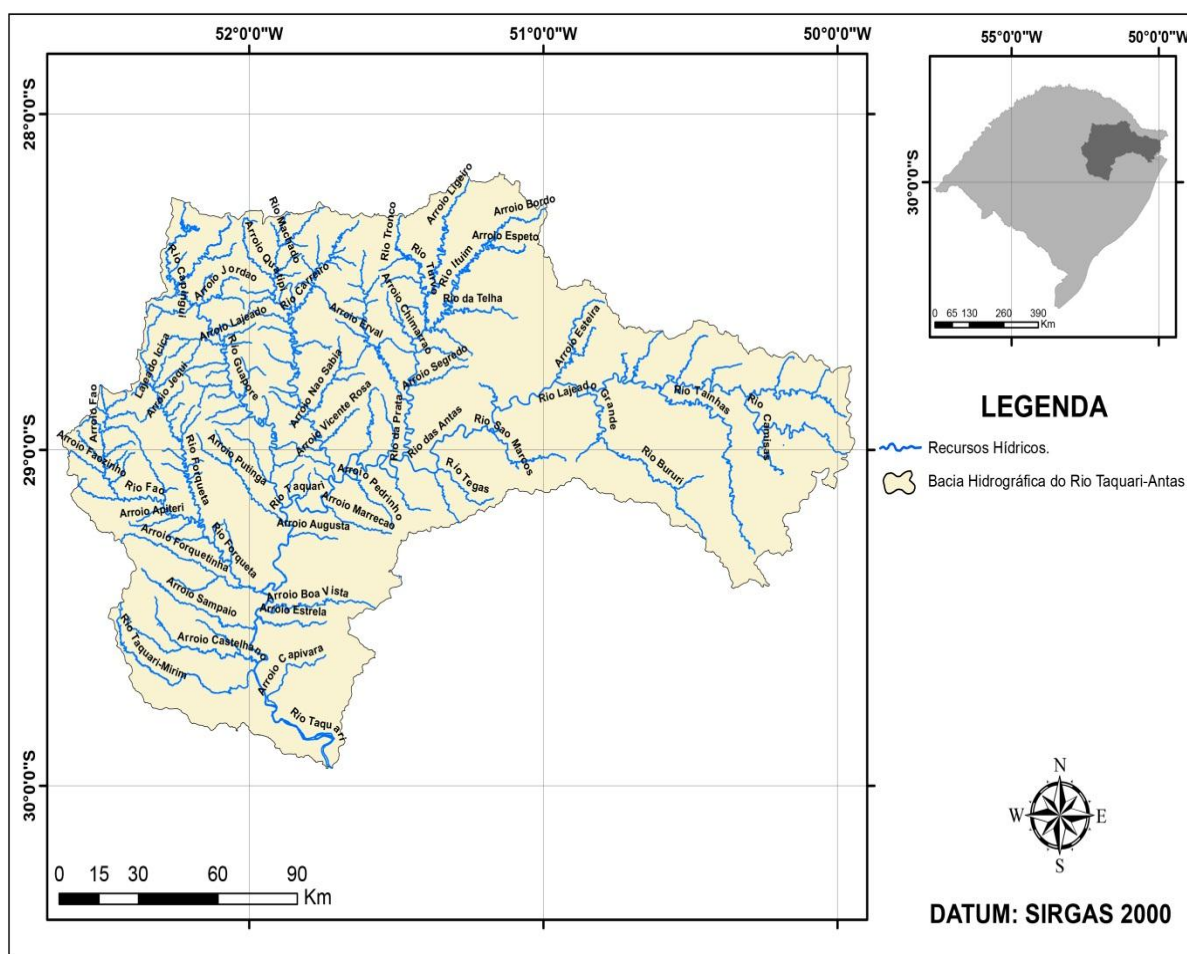 52°0'0"W
51°0'0"W
50°0'0"W
28°0'0"S
29°0'0"S
30°0'0"S
Arroio Ligeiro
Arroio Bordo
Arroio Espeto
Rio Tronco
Rio Turvo
Rio Ituim
Rio Machado
Arroio Quatipi
Rio Carreiro
Rio Capingui
Arroio Jordao
Rio da Telha
Arroio Chimarrao
Arroio Erval
Arroio Lajeado
Lajeado Icica
Rio Guapore
Arroio Segrado
Arroio Esteira
Arroio Jequi
Arroio Nao Sabia
Arroio Vicente Rosa
Rio da Prata
Rio das Antas
Rio Lajeado Grande
Rio Tainhas
Rio Camisas
Arroio Fao
Arroio Faozinho
Rio Fao
Rio Forqueta
Arroio Putinga
Rio Taquari
Arroio Pedrinho
Arroio Marrecao
Rio Tegas
Rio Sao Marcos
Rio Bururi
Arroio Apiteri
Arroio Augusta
Arroio Forquetinha
Rio Forqueta
Arroio Boa Vista
Arroio Estrela
Arroio Sampaio
Arroio Castelhano
Rio Taquari-Mirim
Arroio Capivara
Rio Taquari
0 15 30 60 90
Km
55°0'0"W
50°0'0"W
30°0'0"S
0 65 130 260 390
Km
LEGENDA
Recursos Hídricos.
Bacia Hidrográfica do Rio Taquari-Antas
N
W
E
S
DATUM: SIRGAS 2000